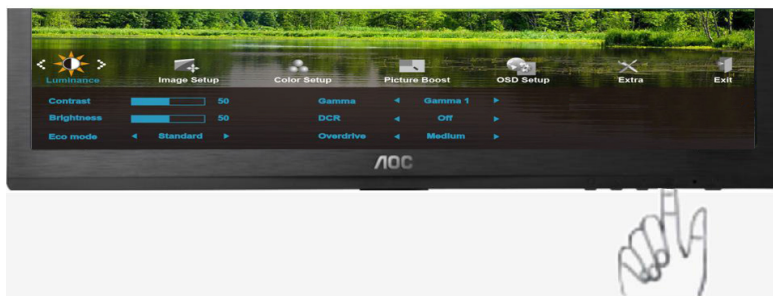 Luminance Image Setup Color Setup Picture Boost OSD Setup Extra Exit
Contrast 50 Gamma Gamma 1
Brightness 50 DCR Off
Eco mode Standard Overdrive Medium
AOC